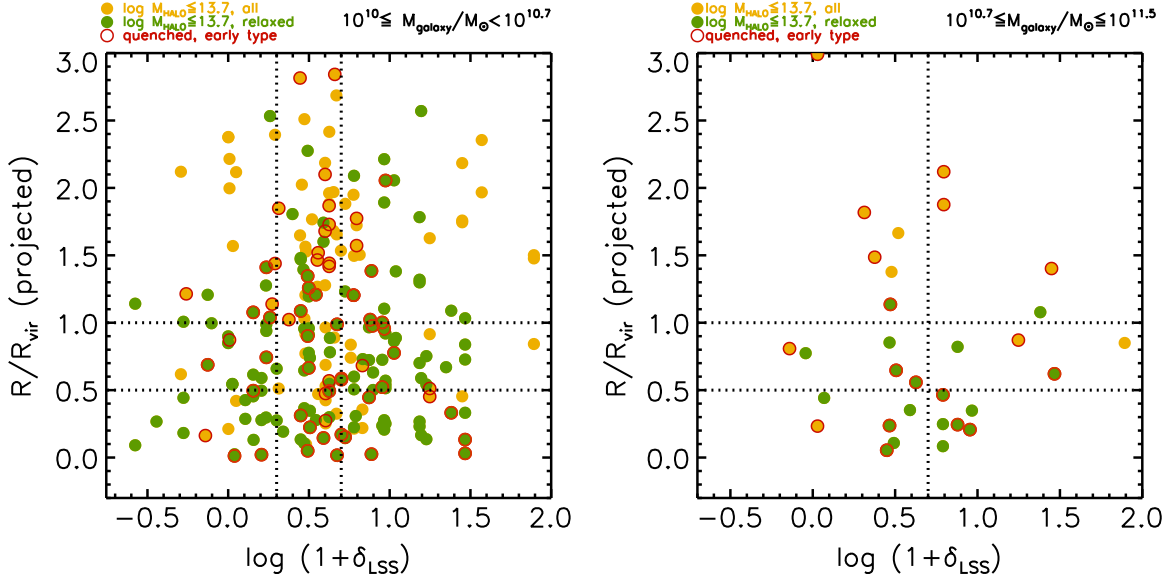 log M_HALO≤13.7, all
log M_HALO≤13.7, relaxed
quenched, early type
10^10≤ M_galaxy/M_⊙<10^10.7
3.0
2.5
2.0
1.5
1.0
0.5
0.0
R/R_vir (projected)
−0.5 0.0 0.5 1.0 1.5 2.0
log (1+δ_LSS)
log M_HALO≤13.7, all
log M_HALO≤13.7, relaxed
quenched, early type
10^10.7≤M_galaxy/M_⊙≤10^11.5
3.0
2.5
2.0
1.5
1.0
0.5
0.0
R/R_vir (projected)
−0.5 0.0 0.5 1.0 1.5 2.0
log (1+δ_LSS)